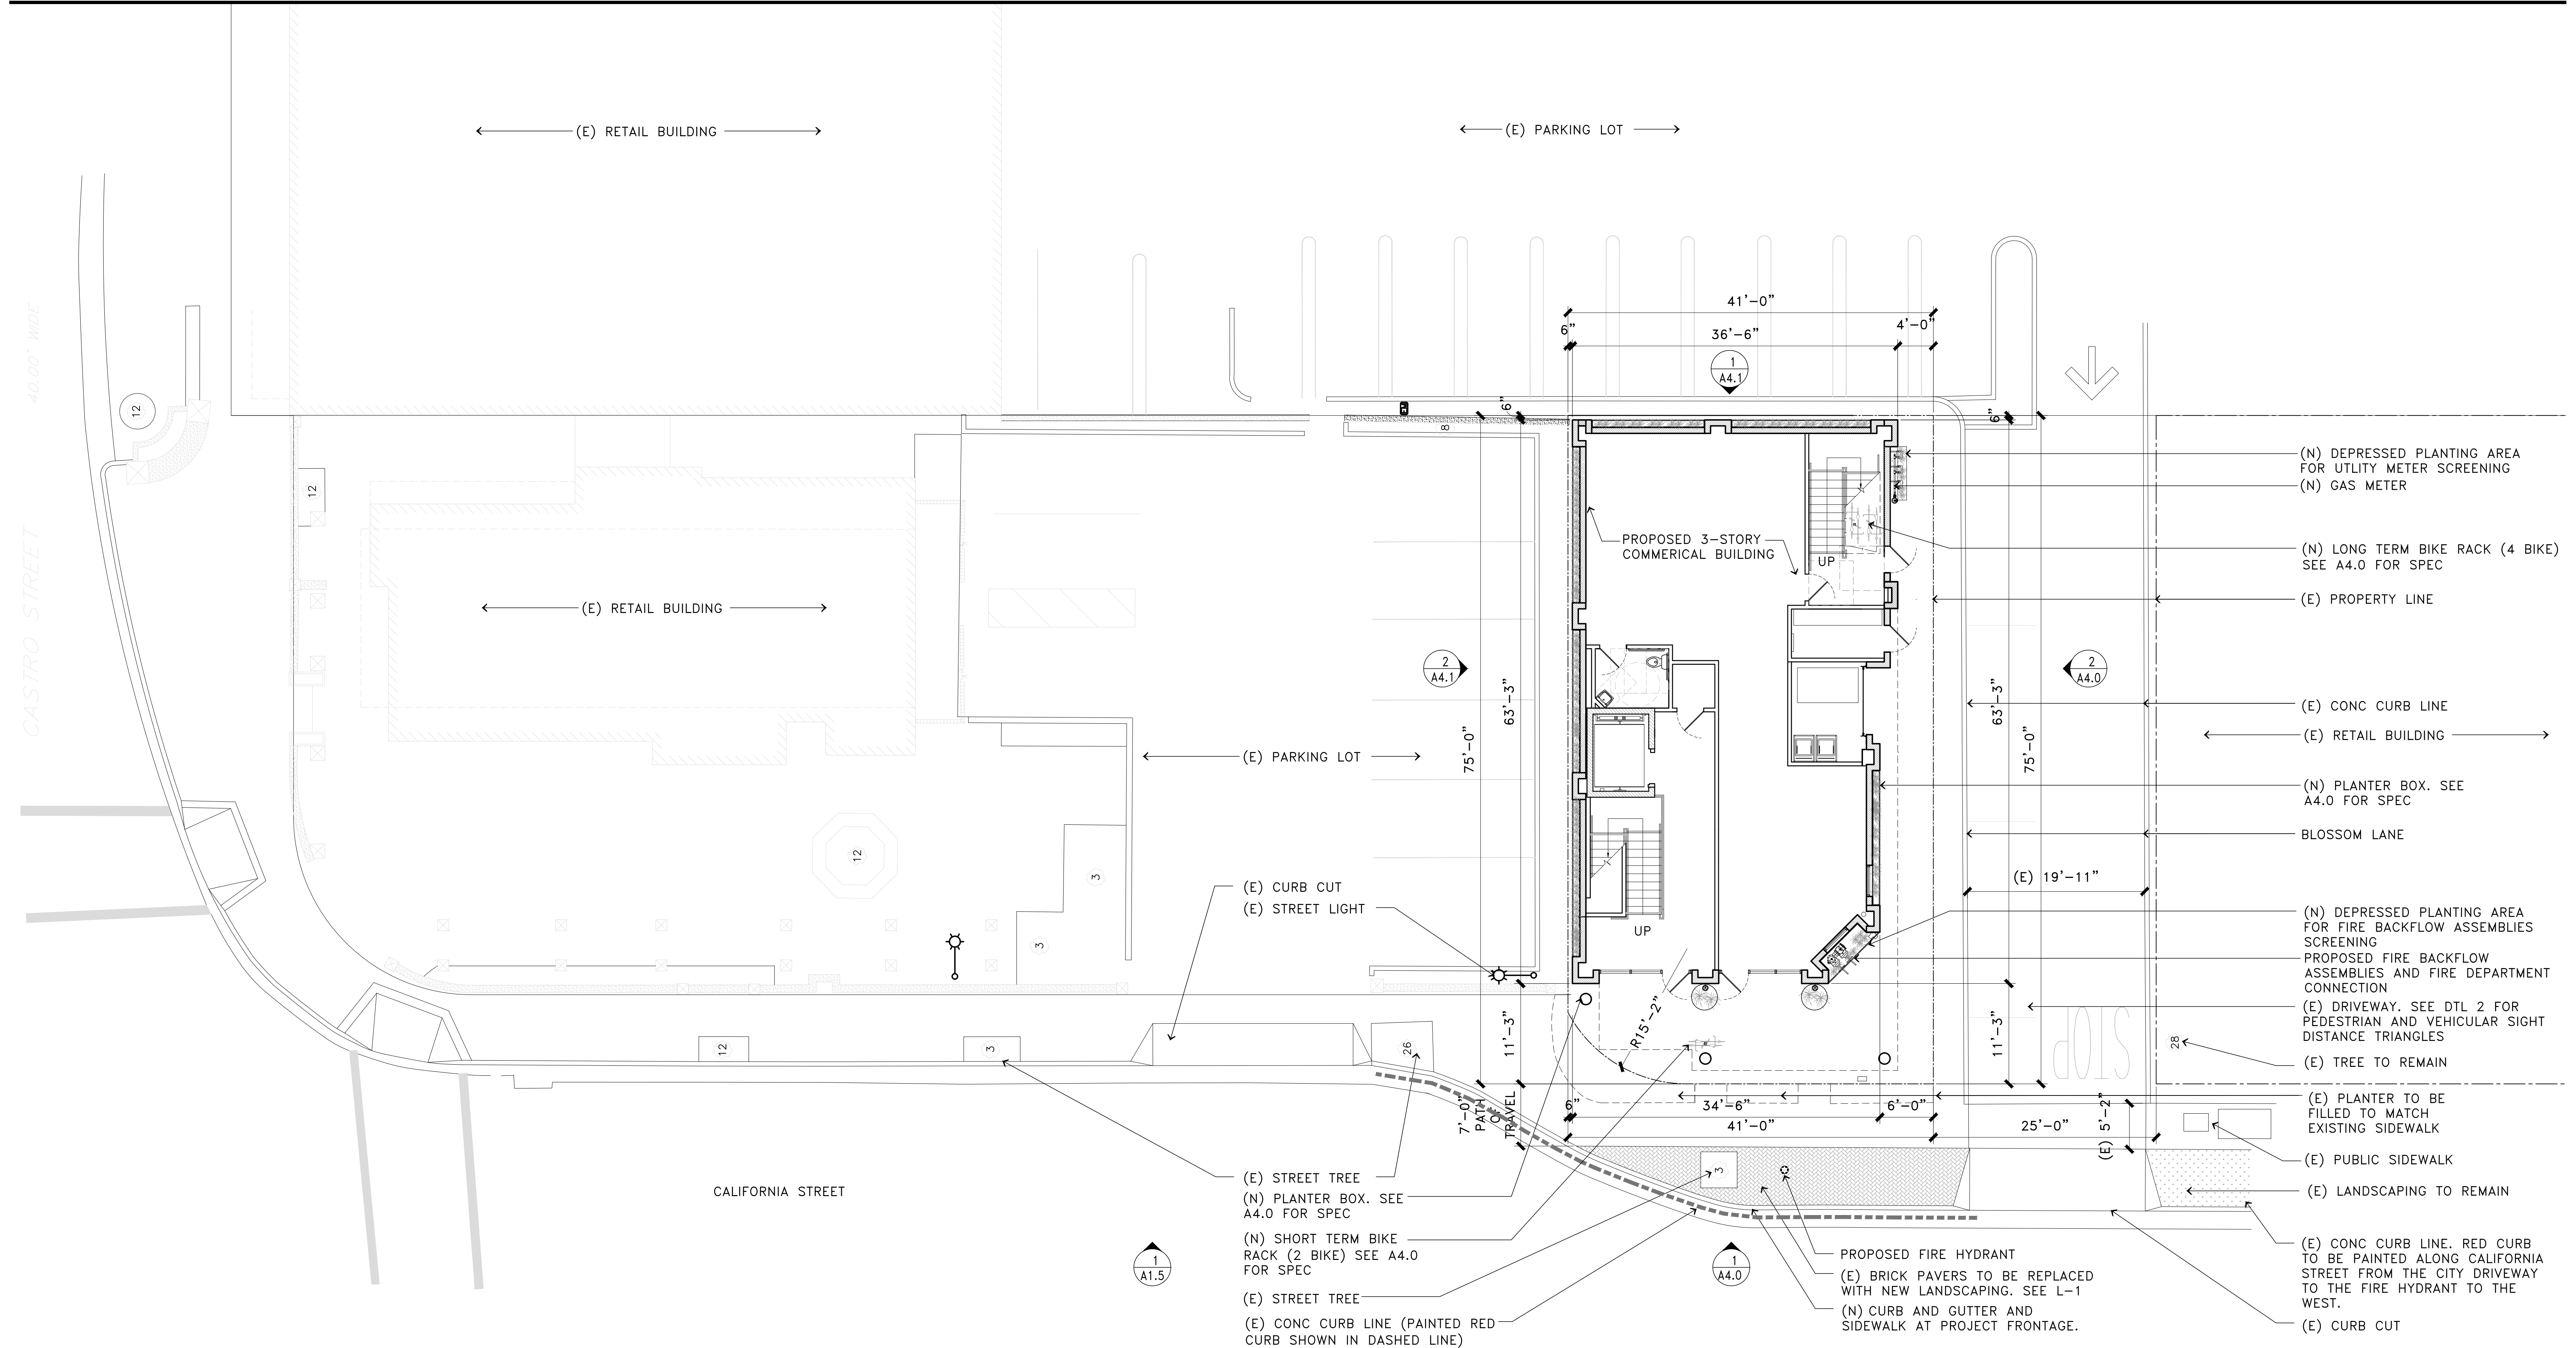 (E) RETAIL BUILDING
(E) PARKING LOT
40.00' WIDE
CASTRO STREET
41'-0"
6"
36'-6"
4'-0"
1
A4.1
12
12
8
6"
6"
(N) DEPRESSED PLANTING AREA
FOR UTLITY METER SCREENING
(N) GAS METER
PROPOSED 3-STORY
COMMERICAL BUILDING
UP
(N) LONG TERM BIKE RACK (4 BIKE)
SEE A4.0 FOR SPEC
(E) RETAIL BUILDING
(E) PROPERTY LINE
2
A4.1
2
A4.0
63'-3"
63'-3"
75'-0"
75'-0"
(E) CONC CURB LINE
(E) RETAIL BUILDING
(E) PARKING LOT
(N) PLANTER BOX. SEE
A4.0 FOR SPEC
BLOSSOM LANE
12
3
3
(E) 19'-11"
(E) CURB CUT
(E) STREET LIGHT
UP
(N) DEPRESSED PLANTING AREA
FOR FIRE BACKFLOW ASSEMBLIES
SCREENING
PROPOSED FIRE BACKFLOW
ASSEMBLIES AND FIRE DEPARTMENT
CONNECTION
(E) DRIVEWAY. SEE DTL 2 FOR
PEDESTRIAN AND VEHICULAR SIGHT
DISTANCE TRIANGLES
(E) TREE TO REMAIN
12
3
26
11'-3"
R15'-2"
11'-3"
STOP
28
7'-0"
PATH
OF
TRAVEL
6"
34'-6"
6'-0"
41'-0"
25'-0"
(E) 5'-2"
(E) PLANTER TO BE
FILLED TO MATCH
EXISTING SIDEWALK
(E) PUBLIC SIDEWALK
(E) LANDSCAPING TO REMAIN
CALIFORNIA STREET
(E) STREET TREE
(N) PLANTER BOX. SEE
A4.0 FOR SPEC
(N) SHORT TERM BIKE
RACK (2 BIKE) SEE A4.0
FOR SPEC
(E) STREET TREE
(E) CONC CURB LINE (PAINTED RED
CURB SHOWN IN DASHED LINE)
3
1
A1.5
1
A4.0
PROPOSED FIRE HYDRANT
(E) BRICK PAVERS TO BE REPLACED
WITH NEW LANDSCAPING. SEE L-1
(N) CURB AND GUTTER AND
SIDEWALK AT PROJECT FRONTAGE.
(E) CONC CURB LINE. RED CURB
TO BE PAINTED ALONG CALIFORNIA
STREET FROM THE CITY DRIVEWAY
TO THE FIRE HYDRANT TO THE
WEST.
(E) CURB CUT